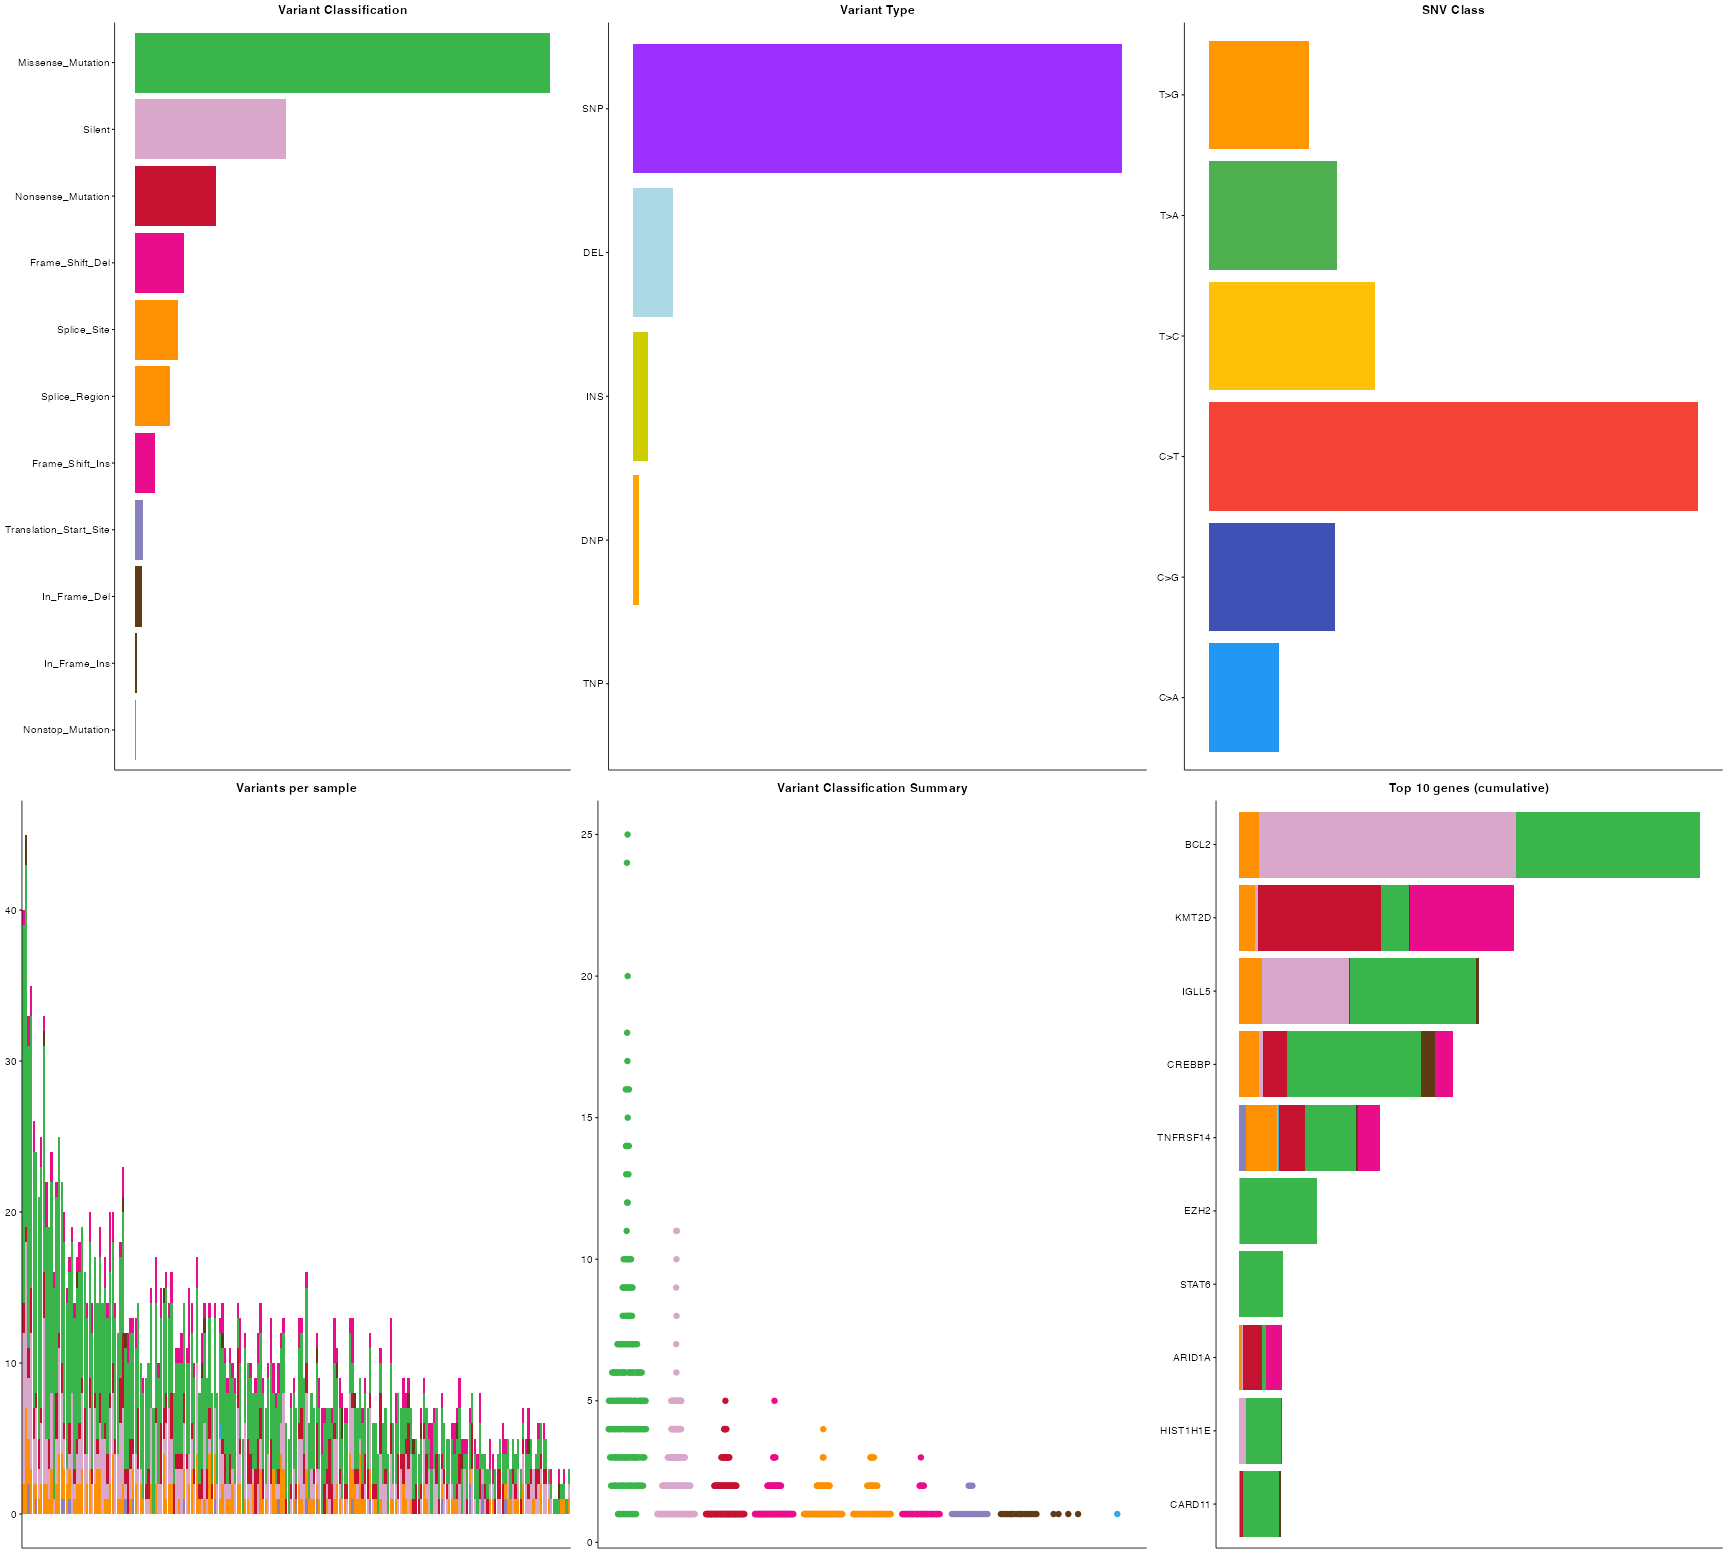 Variant Classification
Missense_Mutation
Silent
Nonsense_Mutation
Frame_Shift_Del
Splice_Site
Splice_Region
Frame_Shift_Ins
Translation_Start_Site
In_Frame_Del
In_Frame_Ins
Nonstop_Mutation
Variant Type
SNP
DEL
INS
DNP
TNP
SNV Class
T>G
T>A
T>C
C>T
C>G
C>A
Variants per sample
40
30
20
10
0
Variant Classification Summary
25
20
15
10
5
0
Top 10 genes (cumulative)
BCL2
KMT2D
IGLL5
CREBBP
TNFRSF14
EZH2
STAT6
ARID1A
HIST1H1E
CARD11